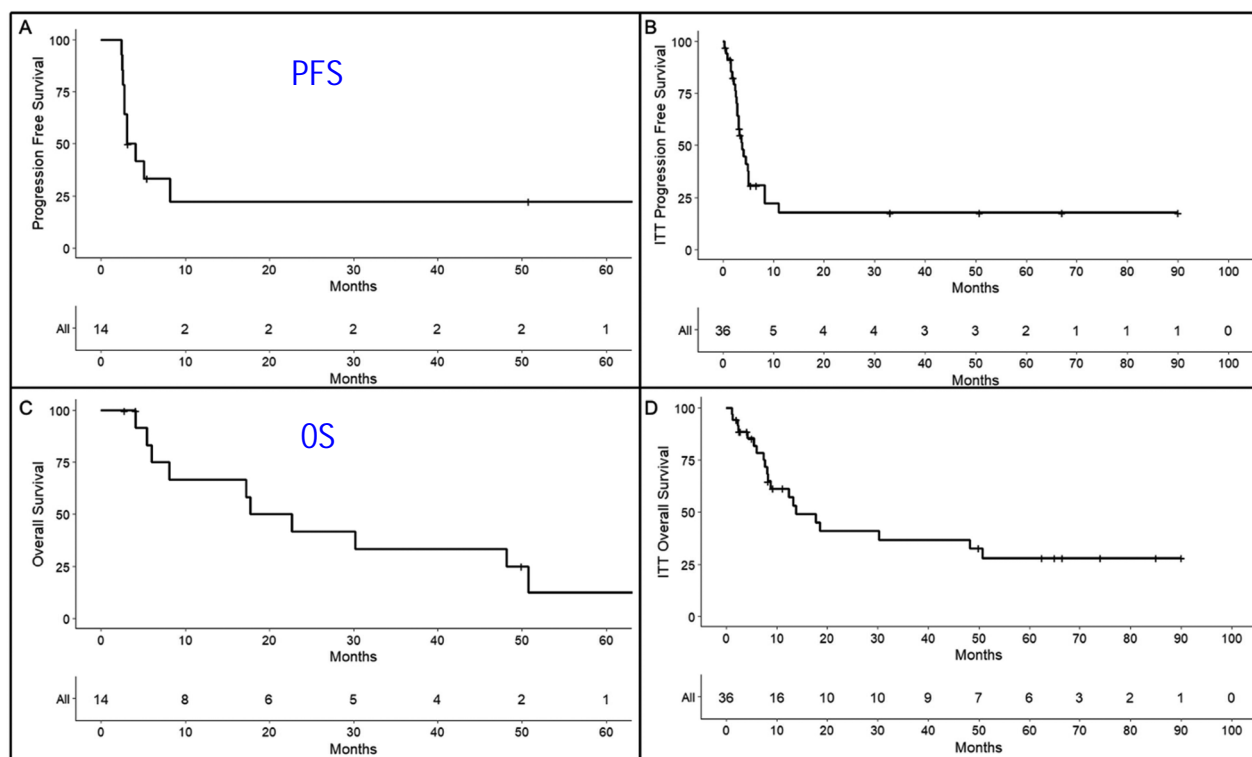 A
PFS
Progression Free Survival
100
75
50
25
0
0 10 20 30 40 50 60
Months
All 14 2 2 2 2 2 1
0 10 20 30 40 50 60
Months
B
ITT Progression Free Survival
100
75
50
25
0
0 10 20 30 40 50 60 70 80 90 100
Months
All 36 5 4 4 3 3 2 1 1 1 0
0 10 20 30 40 50 60 70 80 90 100
Months
C
OS
Overall Survival
100
75
50
25
0
0 10 20 30 40 50 60
Months
All 14 8 6 5 4 2 1
0 10 20 30 40 50 60
Months
D
ITT Overall Survival
100
75
50
25
0
0 10 20 30 40 50 60 70 80 90 100
Months
All 36 16 10 10 9 7 6 3 2 1 0
0 10 20 30 40 50 60 70 80 90 100
Months